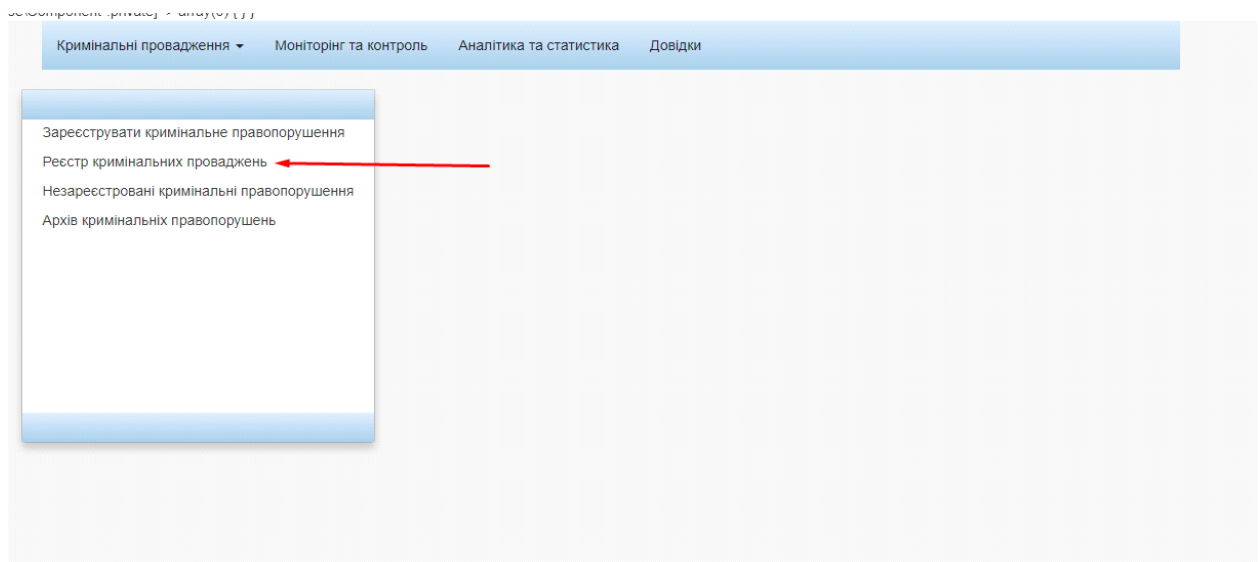 Кримінальні провадження Моніторінг та контроль Аналітика та статистика Довідки
Зареєструвати кримінальне правопорушення
Реєстр кримінальних проваджень
Незареєстровані кримінальні правопорушення
Архів кримінальніх правопорушень